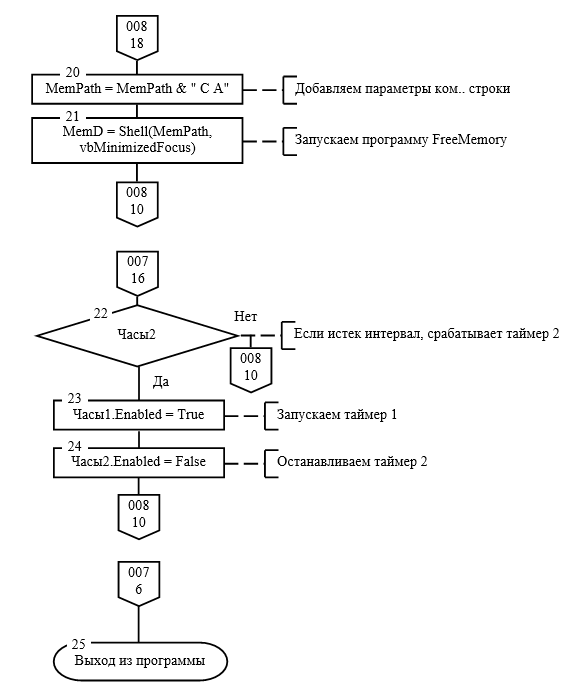 008
18
20
MemPath = MemPath & " C A"
Добавляем параметры ком.. строки
21
MemD = Shell(MemPath,
vbMinimizedFocus)
Запускаем программу FreeMemory
008
10
007
16
22
Часы2
Нет
Если истек интервал, срабатывает таймер 2
008
10
Да
23
Часы1.Enabled = True
Запускаем таймер 1
24
Часы2.Enabled = False
Останавливаем таймер 2
008
10
007
6
25
Выход из программы